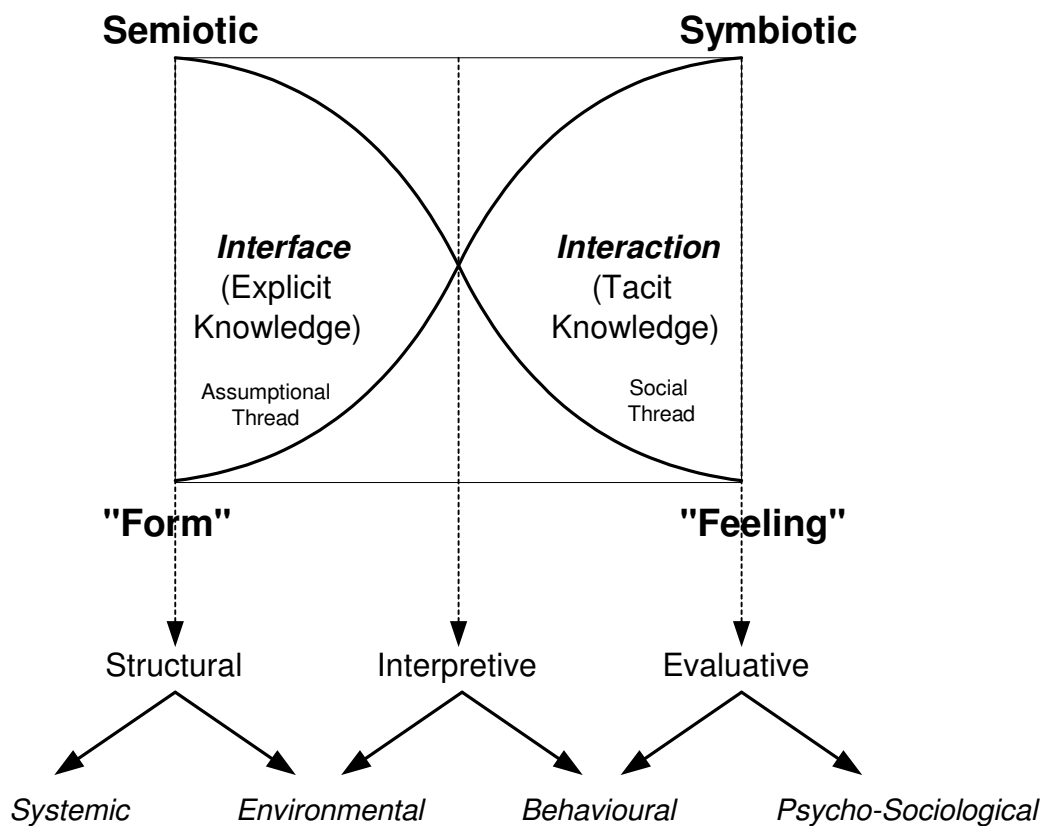 Semiotic
Symbiotic
Interface
(Explicit
Knowledge)
Interaction
(Tacit
Knowledge)
Assumptional
Thread
Social
Thread
"Form"
"Feeling"
Structural
Interpretive
Evaluative
Systemic
Environmental
Behavioural
Psycho-Sociological